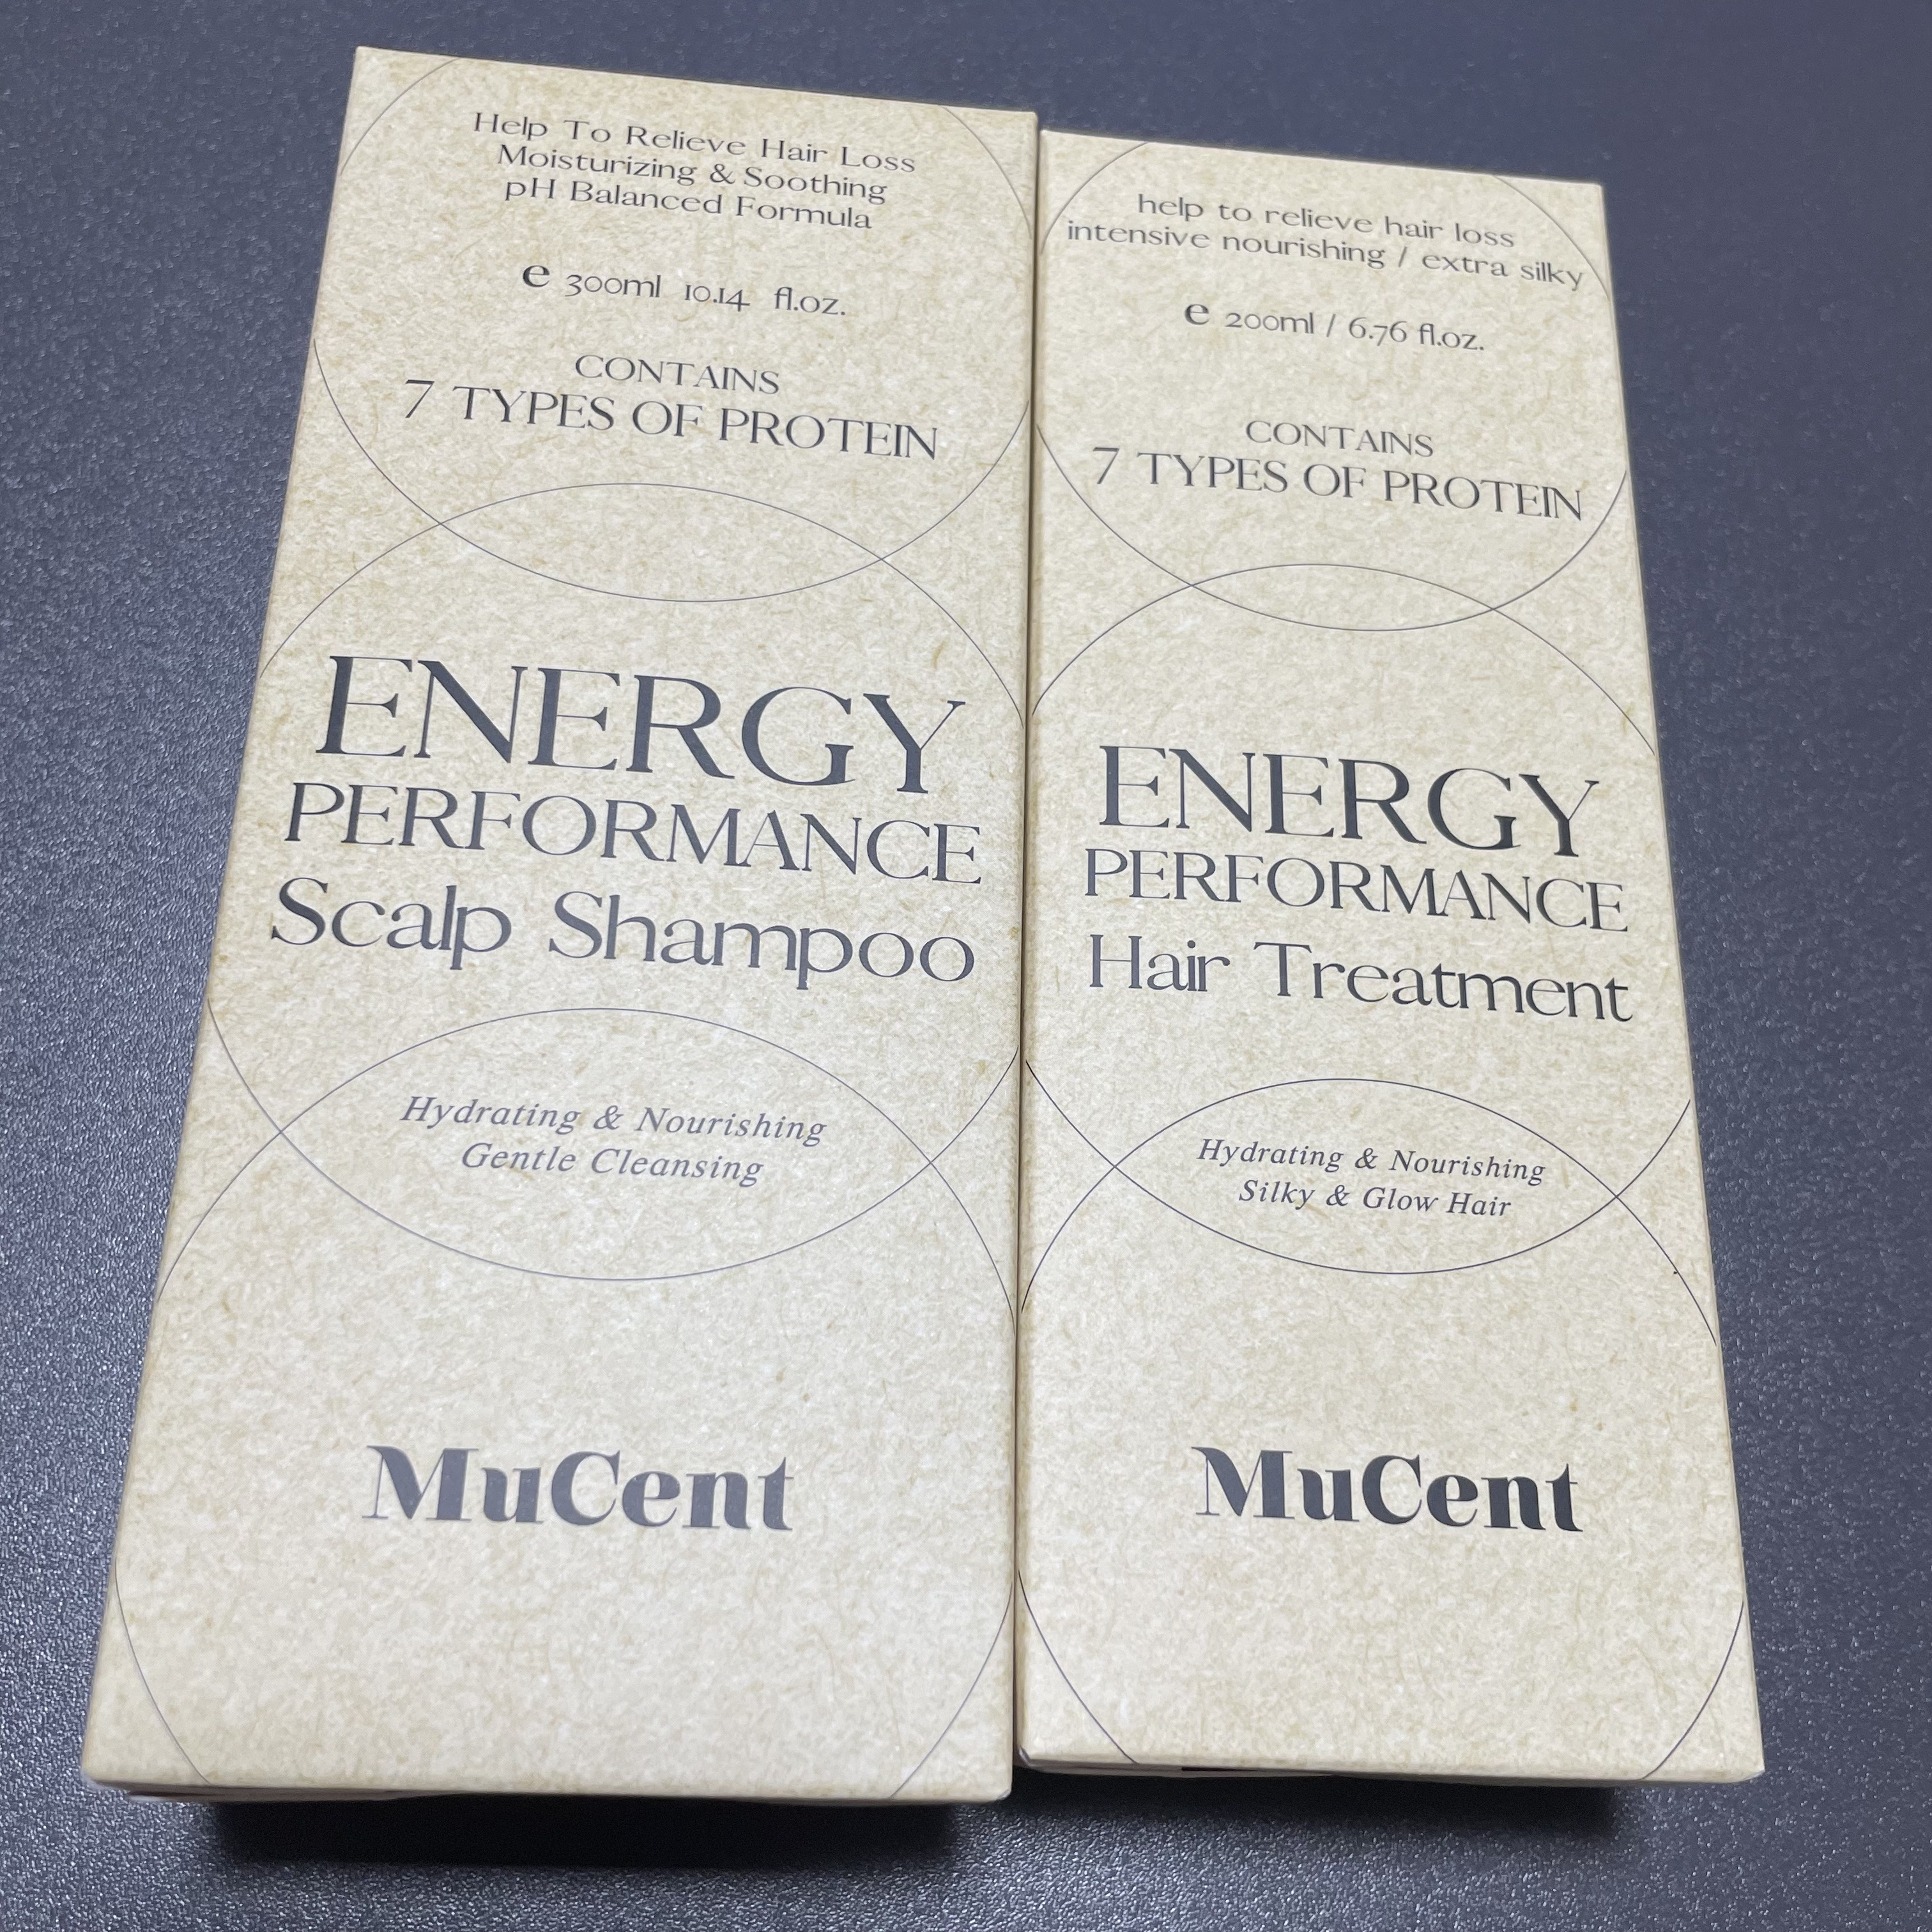 Help To Relieve Hair Loss
Moisturizing & Soothing
pH Balanced Formula
e 300ml 10.14 fl.oz.
CONTAINS
7 TYPES OF PROTEIN
ENERGY
PERFORMANCE
Scalp Shampoo
Hydrating & Nourishing
Gentle Cleansing
MuCent
help to relieve hair loss
intensive nourishing / extra silky
e 200ml / 6.76 fl.oz.
CONTAINS
7 TYPES OF PROTEIN
ENERGY
PERFORMANCE
Hair Treatment
Hydrating & Nourishing
Silky & Glow Hair
MuCent